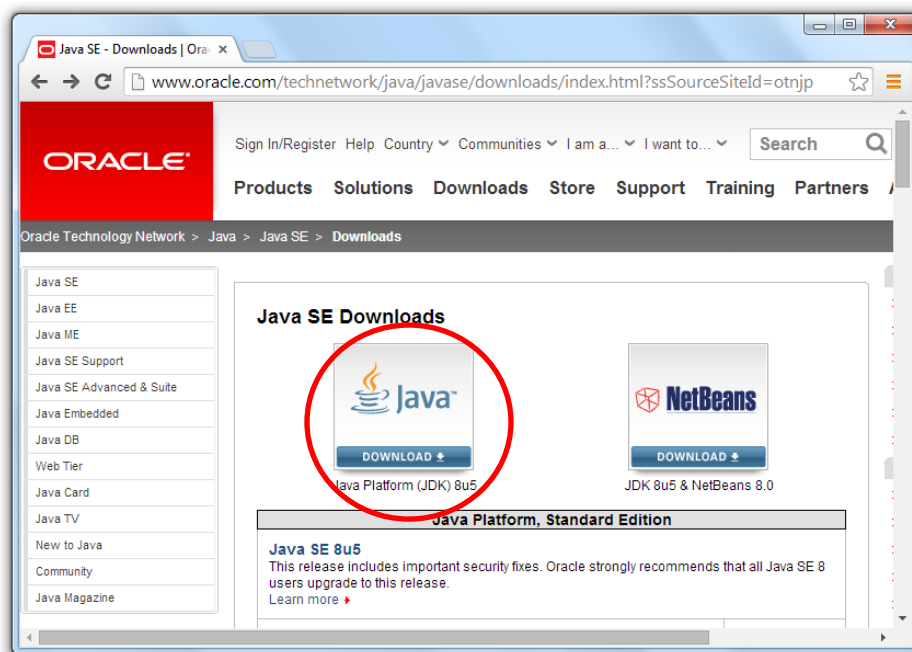 Java SE - Downloads | Ora
www.oracle.com/technetwork/java/javase/downloads/index.html?ssSourceSiteId=otnjp
ORACLE
Sign In/Register Help Country Communities I am a... I want to... Search
Products Solutions Downloads Store Support Training Partners
Oracle Technology Network > Java > Java SE > Downloads
Java SE
Java EE
Java ME
Java SE Support
Java SE Advanced & Suite
Java Embedded
Java DB
Web Tier
Java Card
Java TV
New to Java
Community
Java Magazine
Java SE Downloads
Java™
DOWNLOAD
Java Platform (JDK) 8u5
NetBeans
DOWNLOAD
JDK 8u5 & NetBeans 8.0
Java Platform, Standard Edition
Java SE 8u5
This release includes important security fixes. Oracle strongly recommends that all Java SE 8
users upgrade to this release.
Learn more